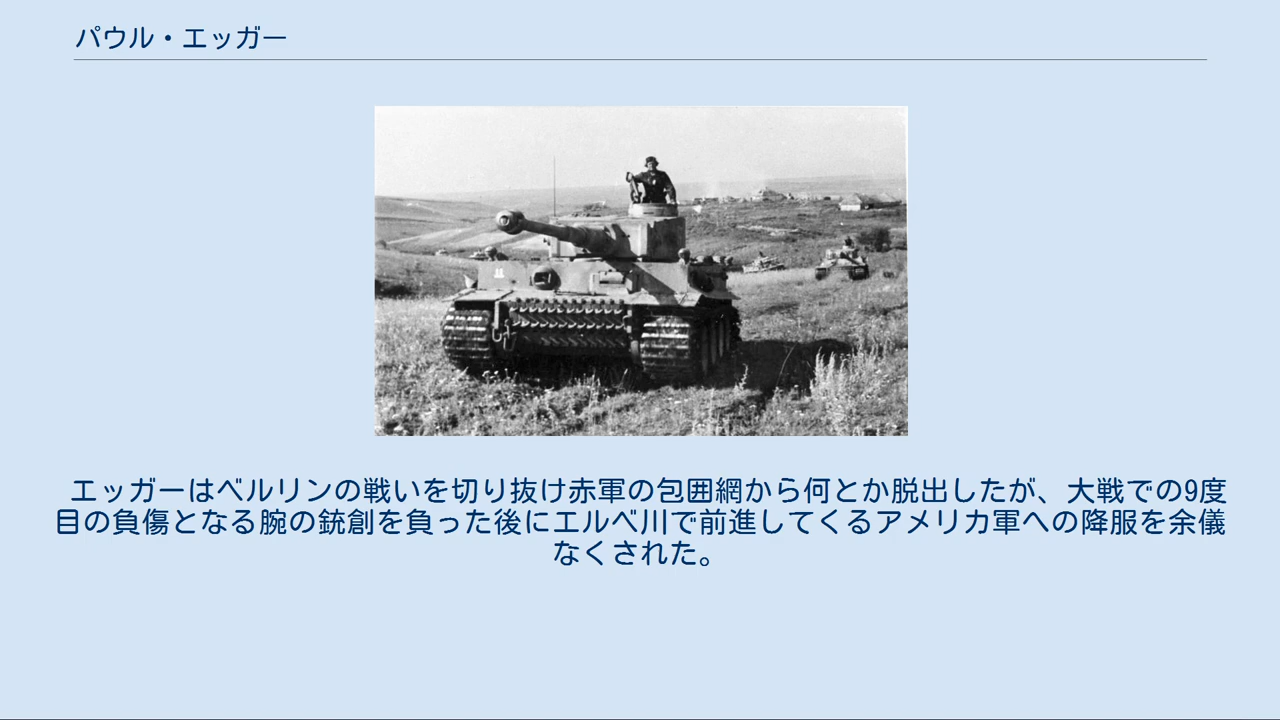 パウル・エッガー
エッガーはベルリンの戦いを切り抜け赤軍の包囲網から何とか脱出したが、大戦での9度
目の負傷となる腕の銃創を負った後にエルベ川で前進してくるアメリカ軍への降服を余儀
なくされた。